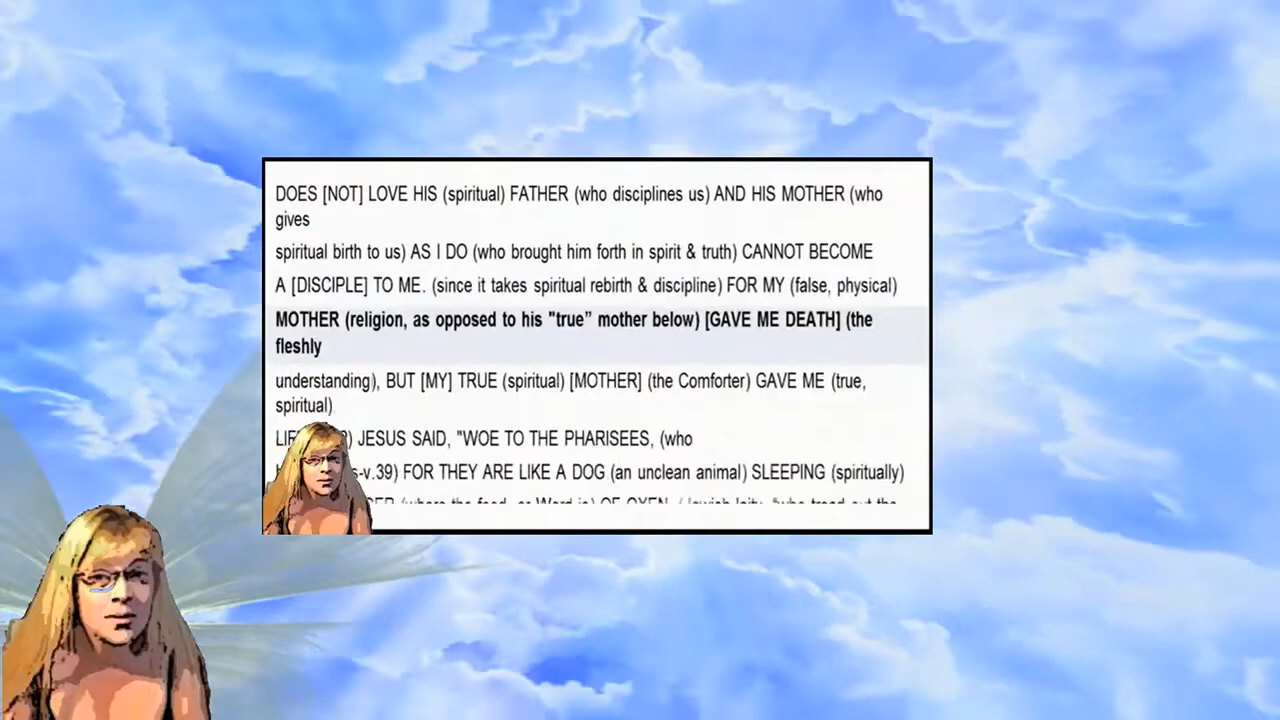 DOES [NOT] LOVE HIS (spiritual) FATHER (who disciplines us) AND HIS MOTHER (who
gives
spiritual birth to us) AS I DO (who brought him forth in spirit & truth) CANNOT BECOME
A [DISCIPLE] TO ME. (since it takes spiritual rebirth & discipline) FOR MY (false, physical)
MOTHER (religion, as opposed to his "true” mother below) [GAVE ME DEATH] (the
fleshly
understanding), BUT [MY] TRUE (spiritual) [MOTHER] (the Comforter) GAVE ME (true,
spiritual)
JESUS SAID, "WOE TO THE PHARISEES, (who
FOR THEY ARE LIKE A DOG (an unclean animal) SLEEPING (spiritually)